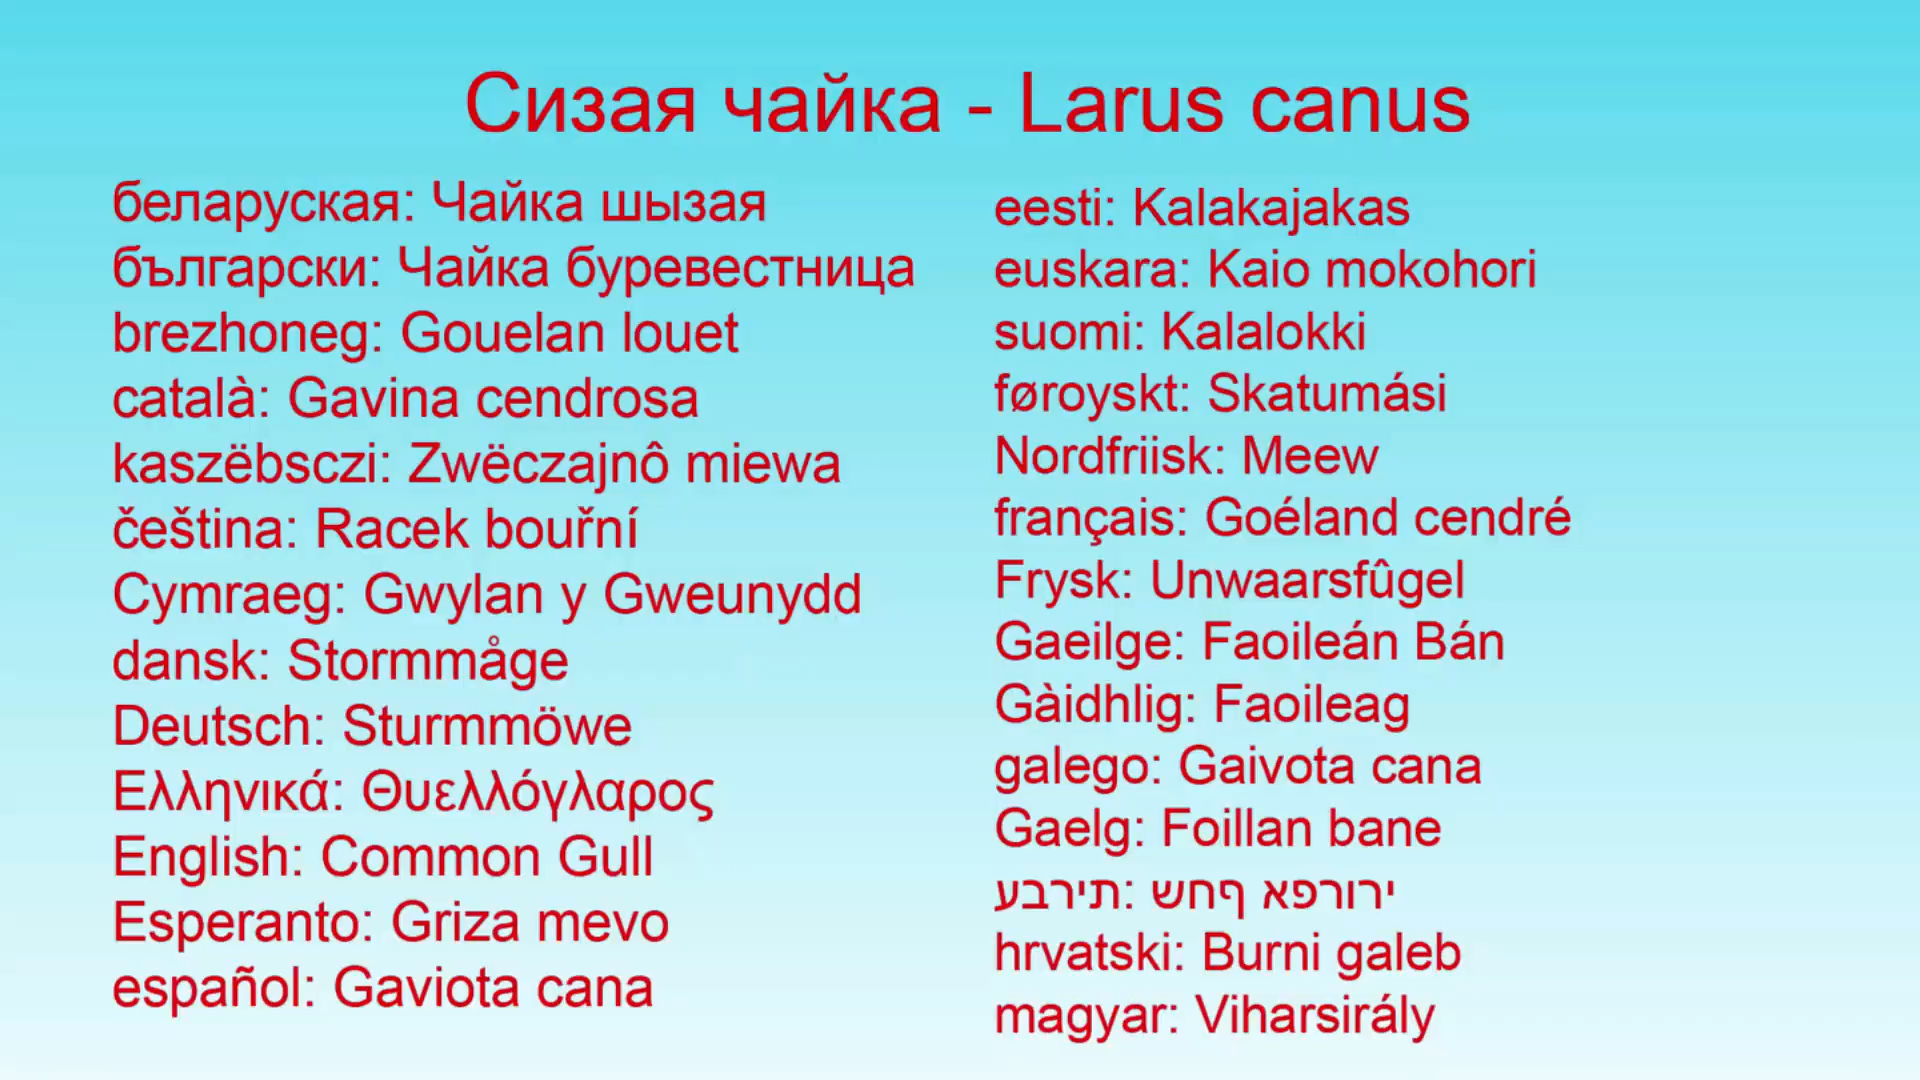 Сизая чайка - Larus canus
беларуская: Чайка шызая
български: Чайка буревестница
brezhoneg: Gouelan louet
català: Gavina cendrosa
kaszëbsczi: Zwëczajnô miewa
čeština: Racek bouřní
Cymraeg: Gwylan y Gweunydd
dansk: Stormmåge
Deutsch: Sturmmöwe
Ελληνικά: Θυελλόγλαρος
English: Common Gull
Esperanto: Griza mevo
español: Gaviota cana
eesti: Kalakajakas
euskara: Kaio mokohori
suomi: Kalalokki
føroyskt: Skatumási
Nordfriisk: Meew
français: Goéland cendré
Frysk: Unwaarsfûgel
Gaeilge: Faoileán Bán
Gàidhlig: Faoileag
galego: Gaivota cana
Gaelg: Foillan bane
עברית: שחף אפרורי
hrvatski: Burni galeb
magyar: Viharsirály